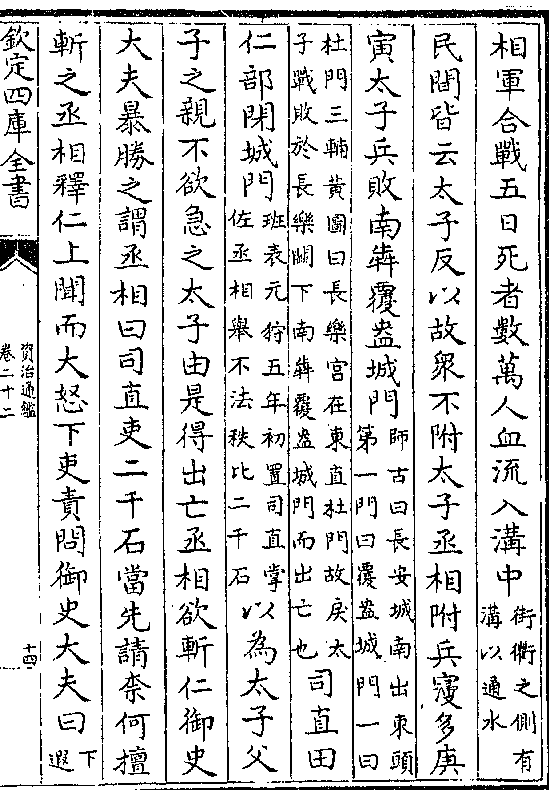 相軍合戰五日死者數萬人血流入溝中街衢之側有溝以通水
民間皆云太子反以故衆不附太子丞相附兵寖多庚
寅太子兵敗南犇覆盎城門師古曰長安城南出東頭第一門曰覆盎城門一曰
杜門三輔黄圖曰長樂宫在東直杜門故戾太子戰敗於長樂闕下南犇覆盎城門而出亡也司直田
仁部閉城門班表元狩五年初置司直掌佐丞相舉不法秩比二千石以為太子父
子之親不欲急之太子由是得出亡丞相欲斬仁御史
大夫暴勝之謂丞相曰司直吏二千石當先請柰何擅
斬之丞相釋仁上聞而大怒下吏責問御史大夫曰下遐
欽定四庫全書
資治通鑑
卷二十二
十四